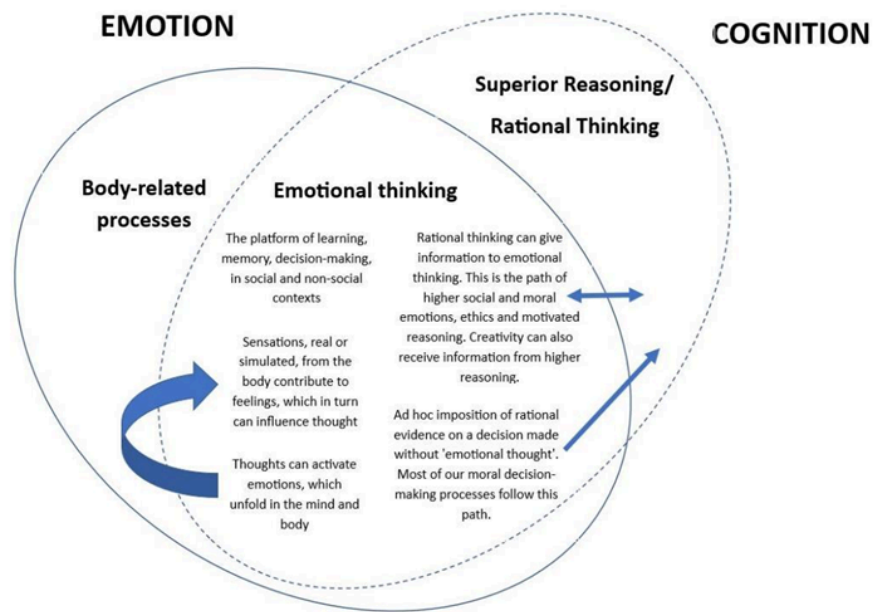 EMOTION
COGNITION
Superior Reasoning/
Rational Thinking
Body-related
processes
Emotional thinking
The platform of learning,
memory, decision-making,
in social and non-social
contexts
Sensations, real or
simulated, from the
body contribute to
feelings, which in turn
can influence thought
Thoughts can activate
emotions, which
unfold in the mind and
body
Rational thinking can give
information to emotional
thinking. This is the path of
higher social and moral
emotions, ethics and motivated
reasoning. Creativity can also
receive information from higher
reasoning.
Ad hoc imposition of rational
evidence on a decision made
without 'emotional thought'.
Most of our moral decision-
making processes follow this
path.